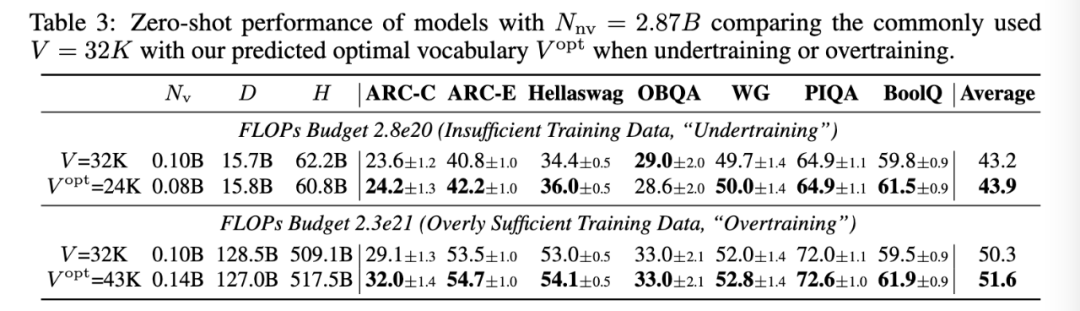 Table 3: Zero-shot performance of models with Nnv = 2.87B comparing the commonly used
V = 32K with our predicted optimal vocabulary Vopt when undertraining or overtraining.
Nv D H ARC-C ARC-E Hellaswag OBQA WG PIQA BoolQ Average
FLOPs Budget 2.8e20 (Insufficient Training Data, “Undertraining”)
V=32K 0.10B 15.7B 62.2B 23.6±1.2 40.8±1.0 34.4±0.5 29.0±2.0 49.7±1.4 64.9±1.1 59.8±0.9 43.2
Vopt=24K 0.08B 15.8B 60.8B 24.2±1.3 42.2±1.0 36.0±0.5 28.6±2.0 50.0±1.4 64.9±1.1 61.5±0.9 43.9
FLOPs Budget 2.3e21 (Overly Sufficient Training Data, “Overtraining”)
V=32K 0.10B 128.5B 509.1B 29.1±1.3 53.5±1.0 53.0±0.5 33.0±2.1 52.0±1.4 72.0±1.1 59.5±0.9 50.3
Vopt=43K 0.14B 127.0B 517.5B 32.0±1.4 54.7±1.0 54.1±0.5 33.0±2.1 52.8±1.4 72.6±1.0 61.9±0.9 51.6